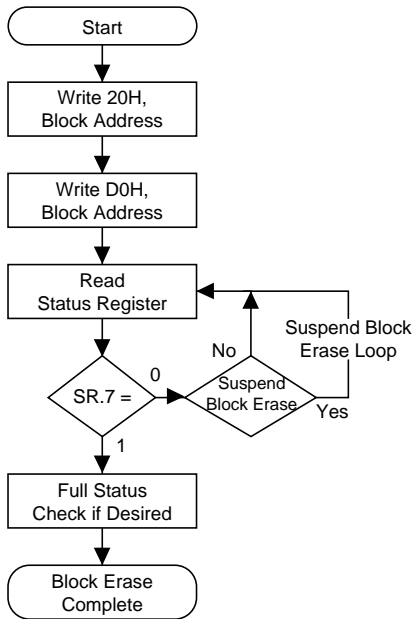 Start
Write 20H,
Block Address
Write D0H,
Block Address
Read
Status Register
Suspend Block
Erase Loop
No
0
SR.7 =
Suspend
Block Erase
Yes
1
Full Status
Check if Desired
Block Erase
Complete